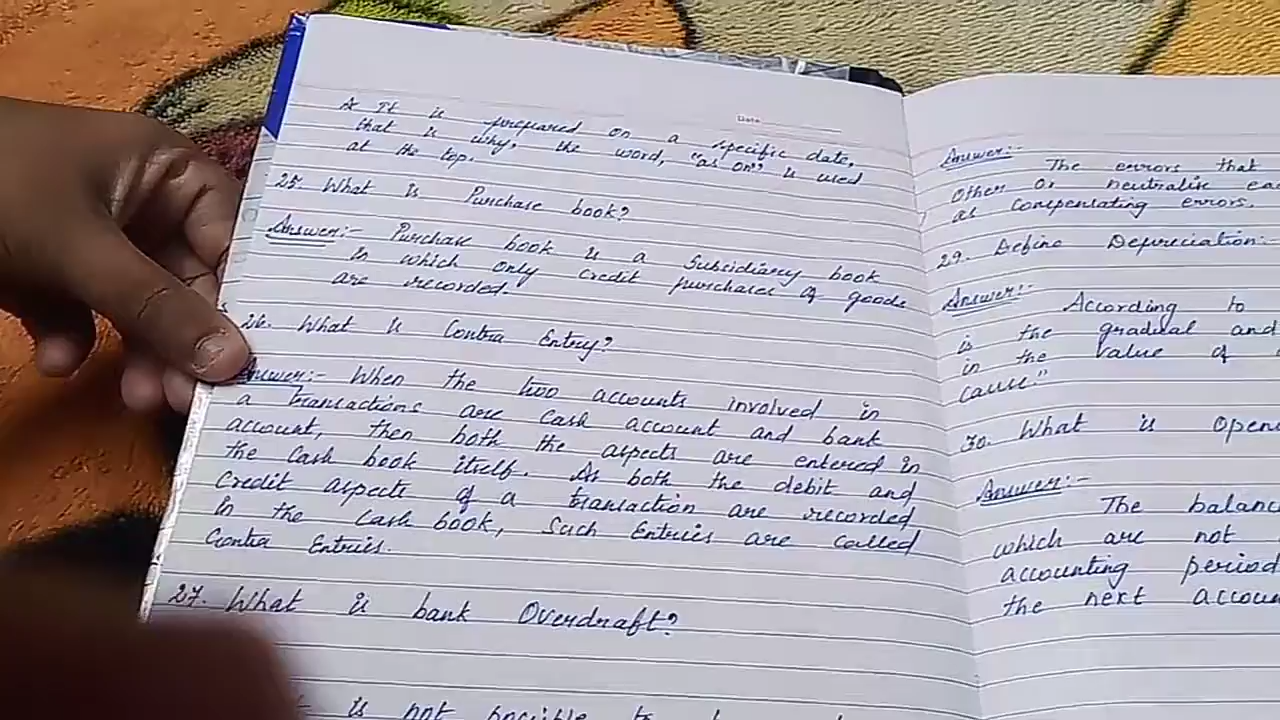 Date
A It is prepared on a specific date,
that is why, the word, "as on" is used
at the top.
25. What is Purchase book?
Answer:- Purchase book is a Subsidiary book
in which only credit purchases of goods
are recorded.
26. What is Contra Entry?
Answer:- When the two accounts involved in
a transactions are Cash account and bank
account, then both the aspects are entered in
the Cash book itself. As both the debit and
Credit aspects of a transaction are recorded
in the Cash book, Such Entries are called
Contra Entries.
27. What is bank Overdraft?
is not possible to
Answer:-
The errors that
Other or neutralise ea
as Compensating errors.
29. Define Depreciation:-
Answer:-
According to
is the gradual and
in the value of
cause."
30. What is Open
Answer:-
The balanc
which are not
accounting period
the next accou